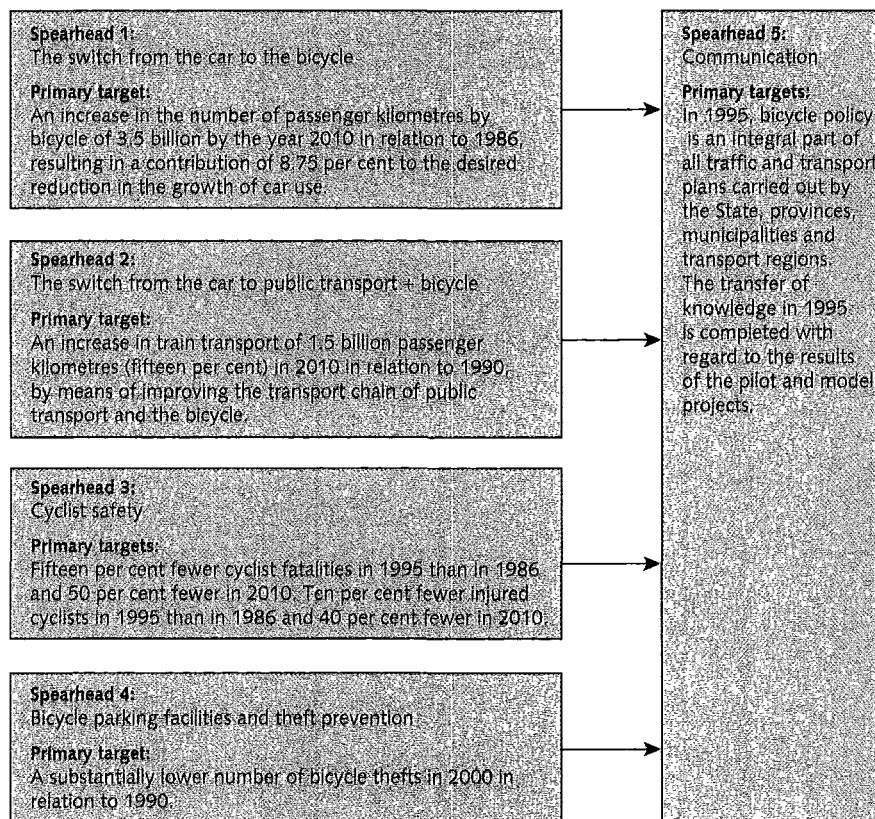 Spearhead 1:
The switch from the car to the bicycle
Primary target:
An increase in the number of passenger kilometres by
bicycle of 3.5 billion by the year 2010 in relation to 1986,
resulting in a contribution of 8.75 per cent to the desired
reduction in the growth of car use.
Spearhead 2:
The switch from the car to public transport + bicycle
Primary target:
An increase in train transport of 1.5 billion passenger
kilometres (fifteen per cent) in 2010 in relation to 1990,
by means of improving the transport chain of public
transport and the bicycle.
Spearhead 3:
Cyclist safety
Primary targets:
Fifteen per cent fewer cyclist fatalities in 1995 than in 1986
and 50 per cent fewer in 2010. Ten per cent fewer injured
cyclists in 1995 than in 1986 and 40 per cent fewer in 2010.
Spearhead 4:
Bicycle parking facilities and theft prevention
Primary target:
A substantially lower number of bicycle thefts in 2000 in
relation to 1990.
Spearhead 5:
Communication
Primary targets:
In 1995, bicycle policy
is an integral part of
all traffic and transport
plans carried out by
the State, provinces,
municipalities and
transport regions.
The transfer of
knowledge in 1995
is completed with
regard to the results
of the pilot and model
projects.